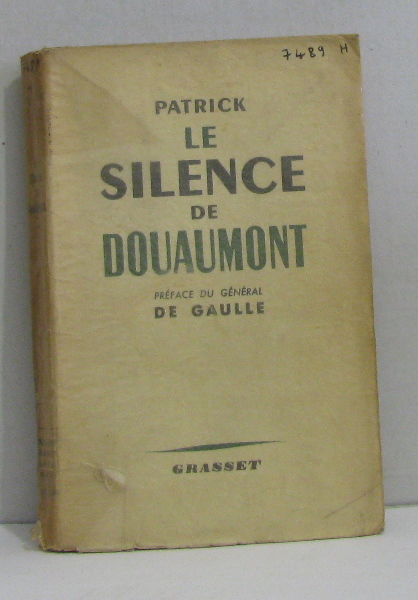 7489 H
PATRICK
LE
SILENCE
DE
DOUAUMONT
PRÉFACE DU GÉNÉRAL
DE GAULLE
GRASSET